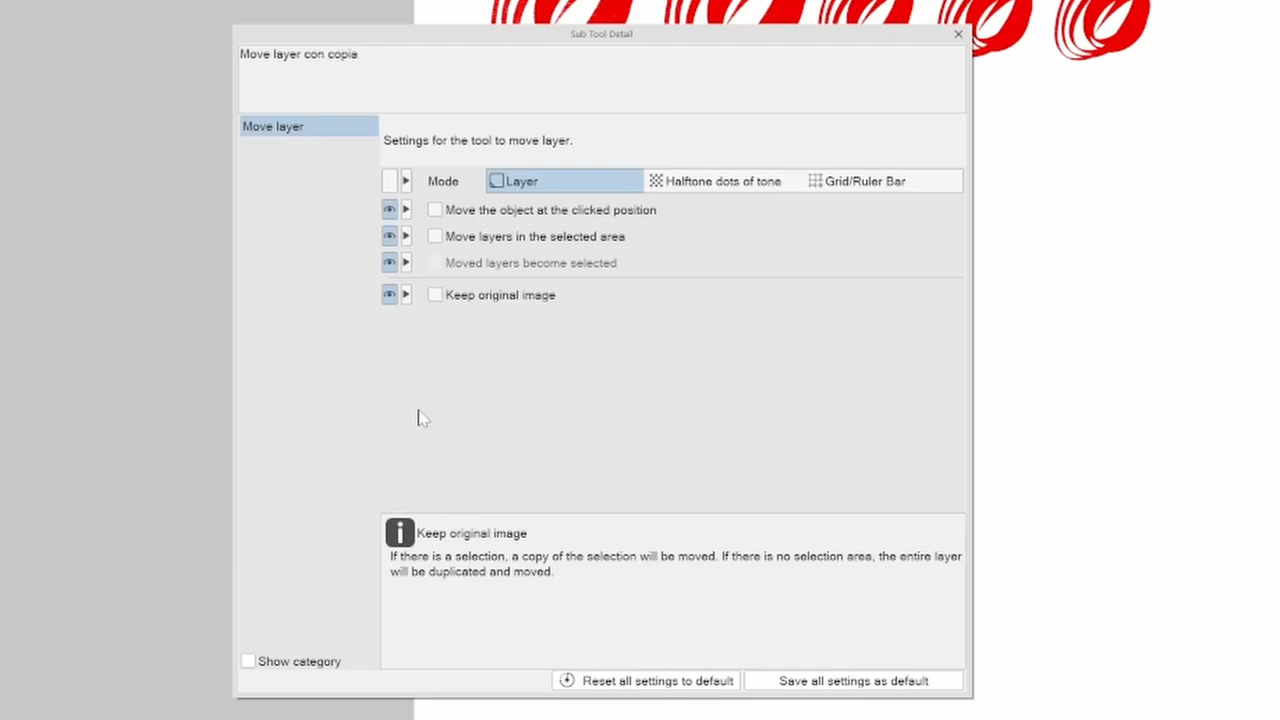 Sub Tool Detail
Move layer con copia
Move layer
Settings for the tool to move layer.
Mode Layer Halftone dots of tone Grid/Ruler Bar
Move the object at the clicked position
Move layers in the selected area
Moved layers become selected
Keep original image
Keep original image
If there is a selection, a copy of the selection will be moved. If there is no selection area, the entire layer
will be duplicated and moved.
Show category
Reset all settings to default Save all settings as default